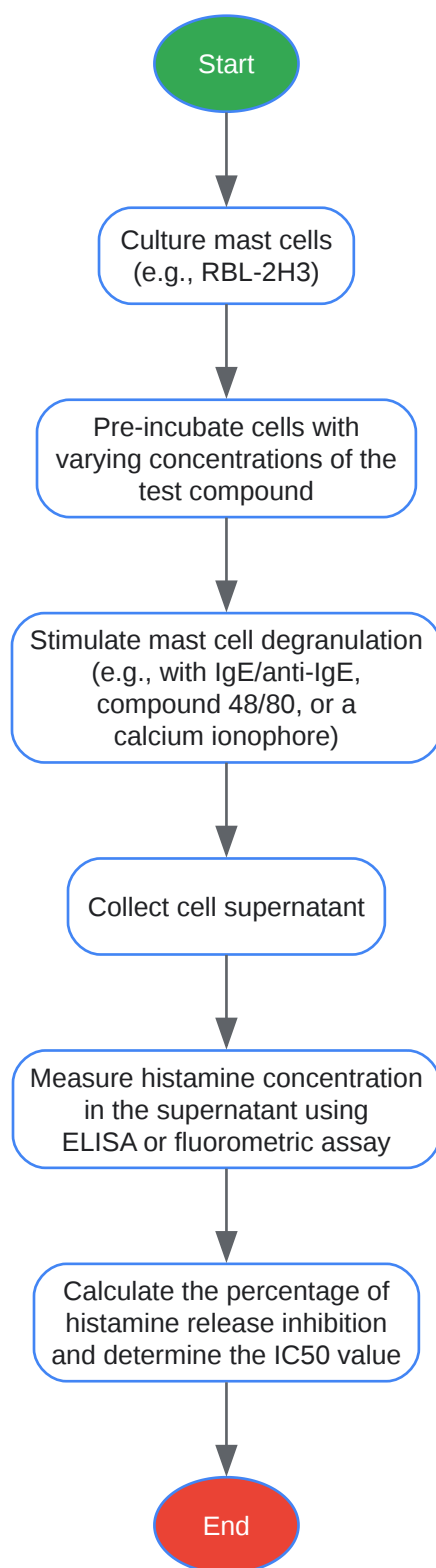 Start
Culture mast cells
(e.g., RBL-2H3)
Pre-incubate cells with
varying concentrations of the
test compound
Stimulate mast cell degranulation
(e.g., with IgE/anti-IgE,
compound 48/80, or a
calcium ionophore)
Collect cell supernatant
Measure histamine concentration
in the supernatant using
ELISA or fluorometric assay
Calculate the percentage of
histamine release inhibition
and determine the IC50 value
End